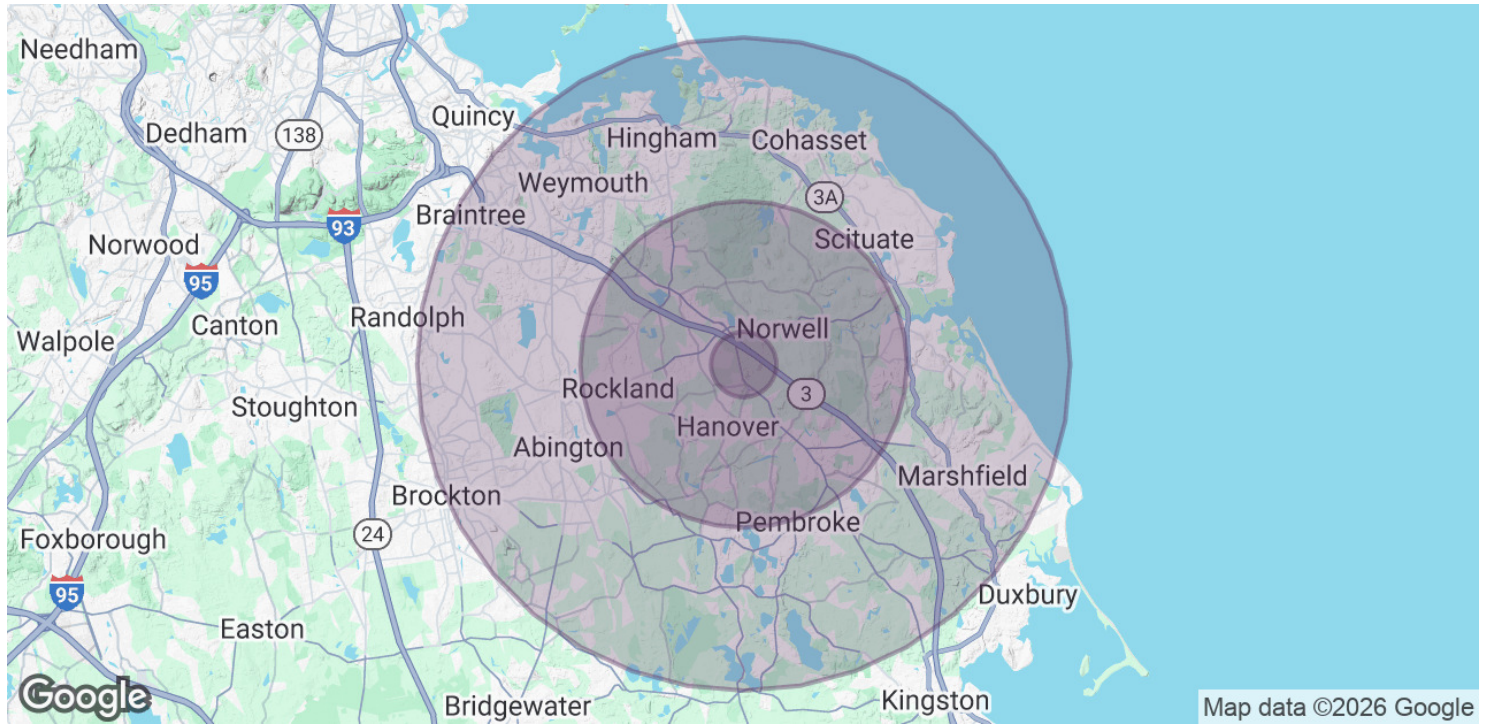 Needham
Quincy
Dedham
138
Hingham
Cohasset
Weymouth
3A
Braintree
93
Scituate
Norwood
95
Randolph
Canton
Norwell
Walpole
Rockland
3
Stoughton
Hanover
Abington
Marshfield
Brockton
Pembroke
24
Foxborough
95
Duxbury
Easton
Google
Bridgewater
Kingston
Map data ©2026 Google